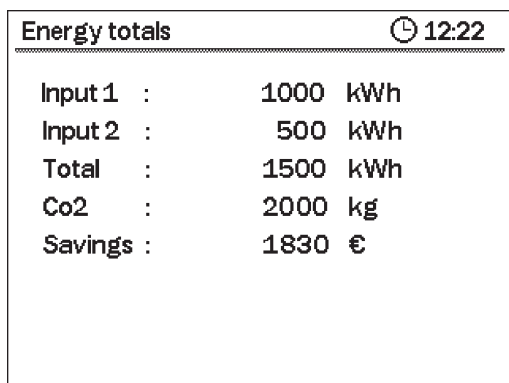 Energy totals 12:22
Input 1 : 1000 kWh
Input 2 : 500 kWh
Total : 1500 kWh
Co2 : 2000 kg
Savings : 1830 €